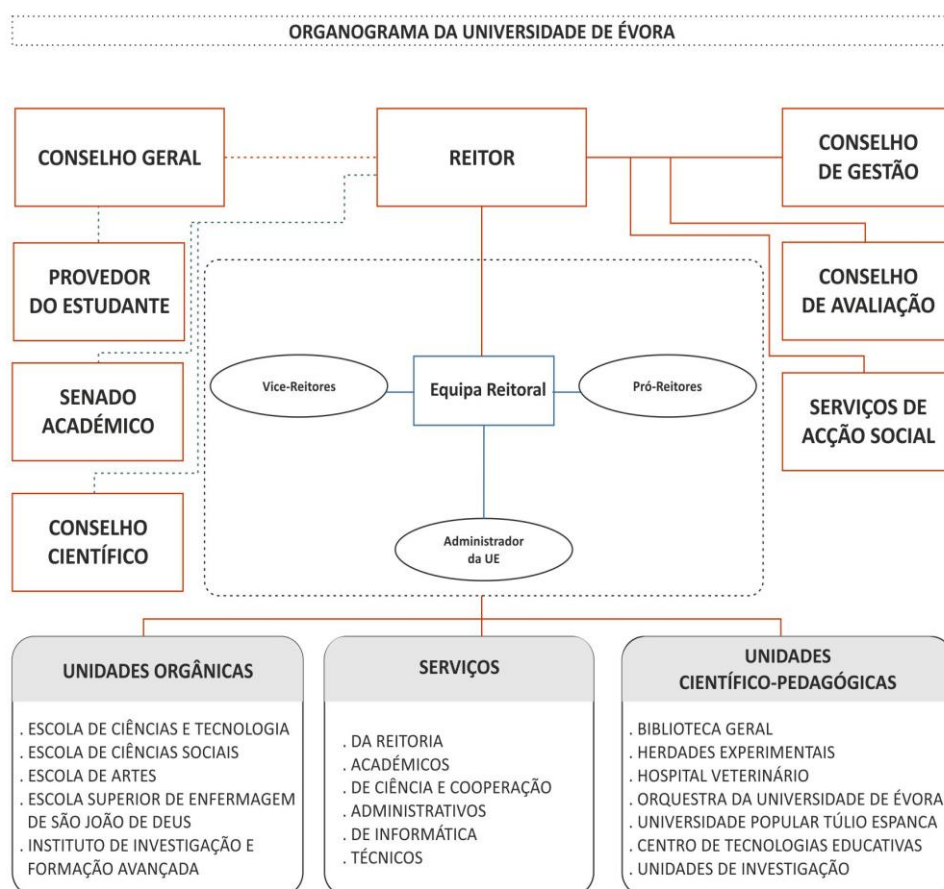 ORGANOGRAMA DA UNIVERSIDADE DE ÉVORA
CONSELHO GERAL
REITOR
CONSELHO
DE GESTÃO
PROVEDOR
DO ESTUDANTE
CONSELHO
DE AVALIAÇÃO
SENADO
ACADÉMICO
Vice-Reitores
Equipa Reitoral
Pró-Reitores
SERVIÇOS DE
ACÇÃO SOCIAL
CONSELHO
CIENTÍFICO
Administrador
da UE
UNIDADES ORGÂNICAS
. ESCOLA DE CIÊNCIAS E TECNOLOGIA
. ESCOLA DE CIÊNCIAS SOCIAIS
. ESCOLA DE ARTES
. ESCOLA SUPERIOR DE ENFERMAGEM
DE SÃO JOÃO DE DEUS
. INSTITUTO DE INVESTIGAÇÃO E
FORMAÇÃO AVANÇADA
SERVIÇOS
. DA REITORIA
. ACADÉMICOS
. DE CIÊNCIA E COOPERAÇÃO
. ADMINISTRATIVOS
. DE INFORMÁTICA
. TÉCNICOS
UNIDADES
CIENTÍFICO-PEDAGÓGICAS
. BIBLIOTECA GERAL
. HERDADES EXPERIMENTAIS
. HOSPITAL VETERINÁRIO
. ORQUESTRA DA UNIVERSIDADE DE ÉVORA
. UNIVERSIDADE POPULAR TÚLIO ESPANCA
. CENTRO DE TECNOLOGIAS EDUCATIVAS
. UNIDADES DE INVESTIGAÇÃO